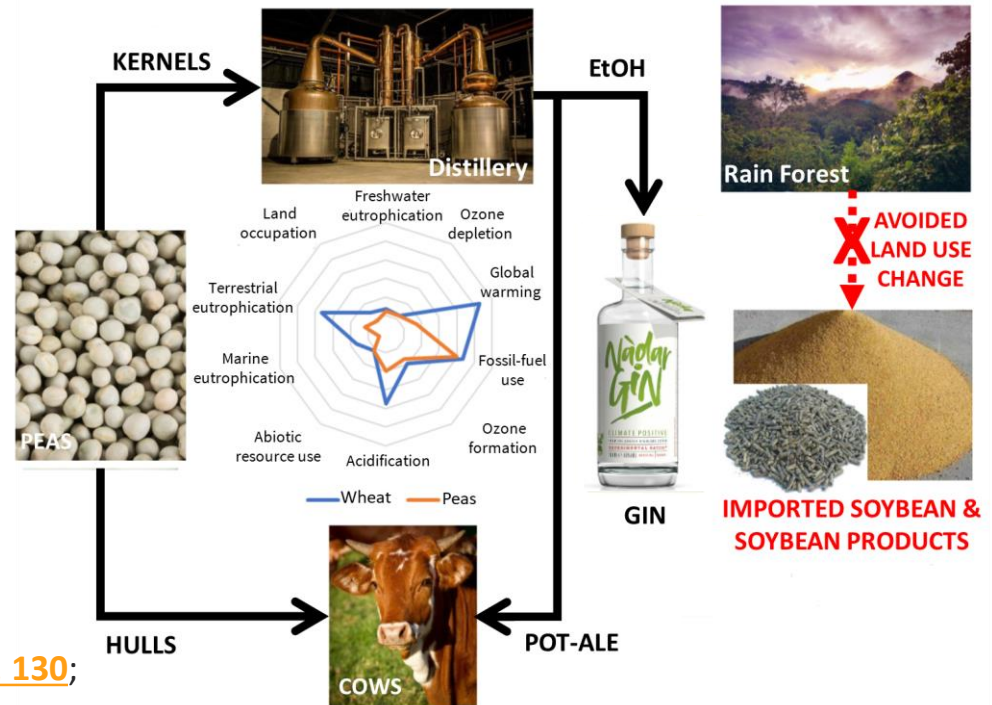 KERNELS
EtOH
Distillery
Rain Forest
AVOIDED
LAND USE
CHANGE
X
Freshwater
eutrophication
Land
occupation
Ozone
depletion
Terrestrial
eutrophication
Global
warming
Marine
eutrophication
Fossil-fuel
use
Abiotic
resource use
Acidification
Ozone
formation
Wheat
Peas
PEAS
Nàdar
GiN
CLIMATE POSITIVE
GIN
IMPORTED SOYBEAN &
SOYBEAN PRODUCTS
HULLS
POT-ALE
COWS
130;